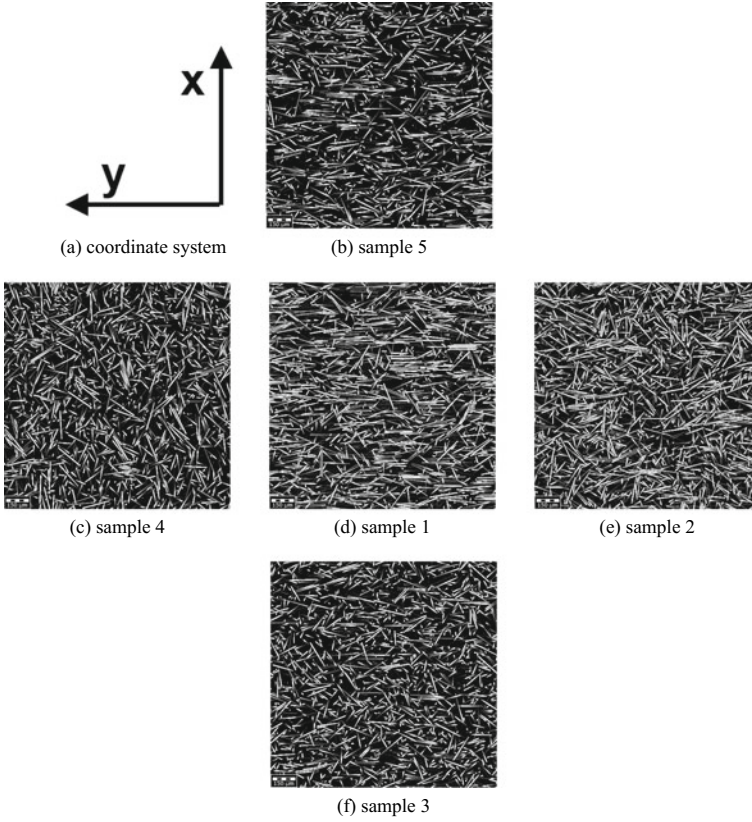 x
y
(a) coordinate system
(b) sample 5
(c) sample 4
(d) sample 1
(e) sample 2
(f) sample 3